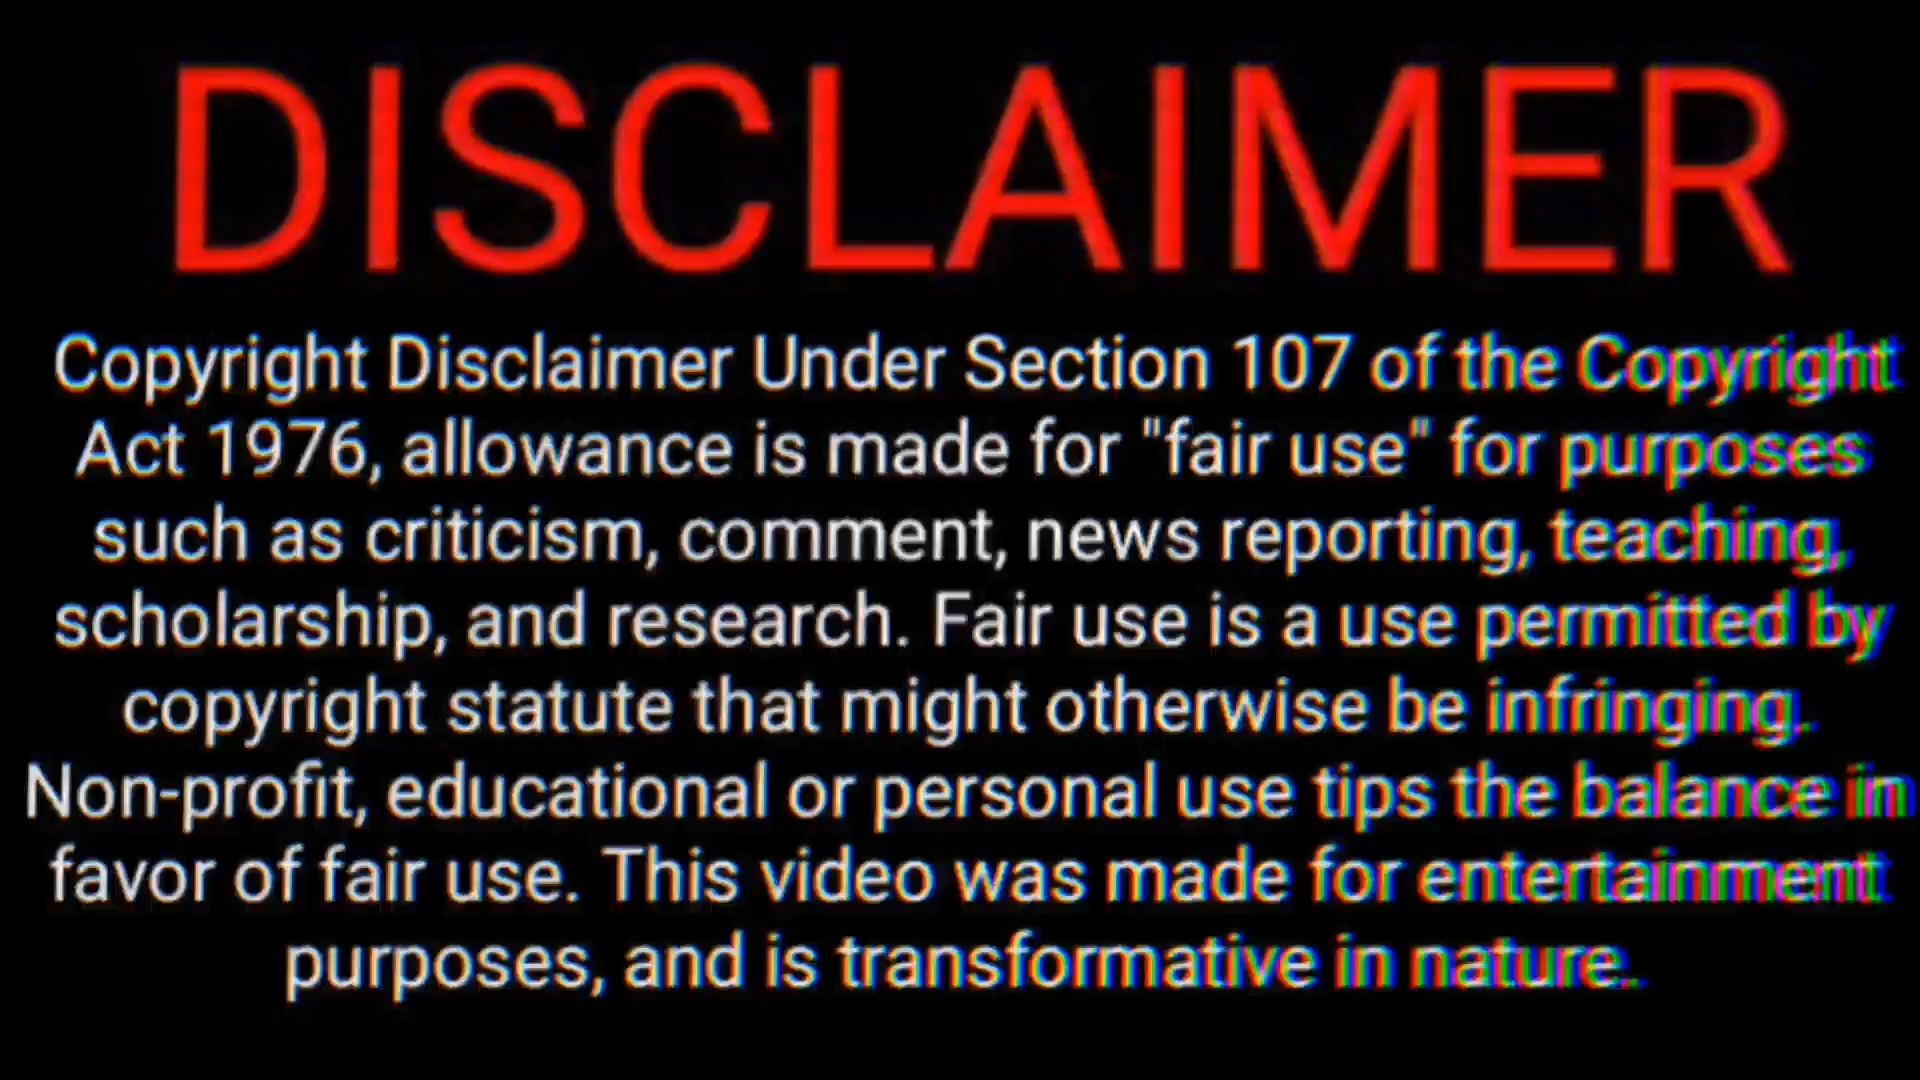 DISCLAIMER
Copyright Disclaimer Under Section 107 of the Copyright
Act 1976, allowance is made for "fair use" for purposes
such as criticism, comment, news reporting, teaching,
scholarship, and research. Fair use is a use permitted by
copyright statute that might otherwise be infringing.
Non-profit, educational or personal use tips the balance in
favor of fair use. This video was made for entertainment
purposes, and is transformative in nature.